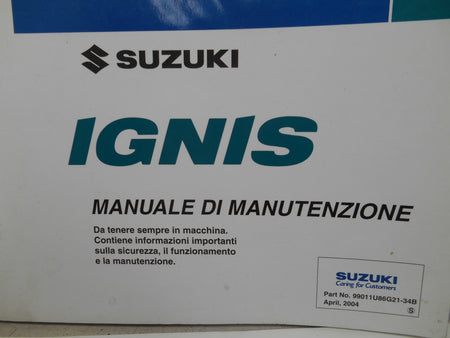 SUZUKI
IGNIS
MANUALE DI MANUTENZIONE
Da tenere sempre in macchina.
Contiene informazioni importanti
sulla sicurezza, il funzionamento
e la manutenzione.
SUZUKI
Caring for Customers
Part No. 99011U86G21-34B
April, 2004
S